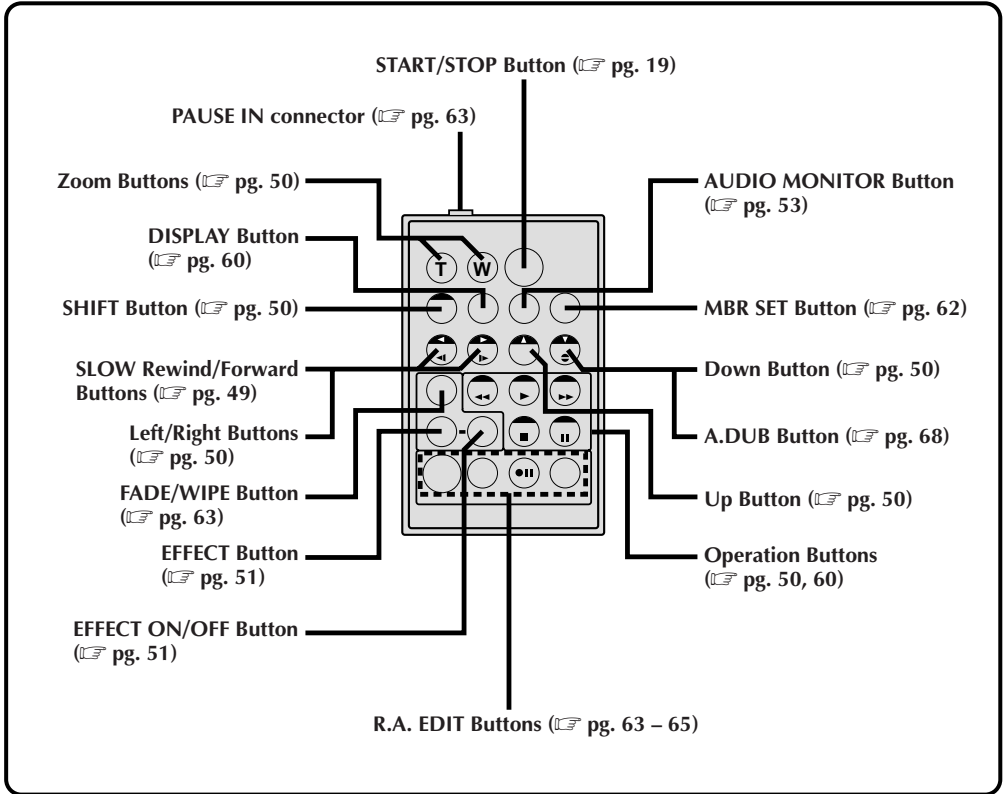 START/STOP Button (☞ pg. 19)
PAUSE IN connector (☞ pg. 63)
Zoom Buttons (☞ pg. 50)
AUDIO MONITOR Button
(☞ pg. 53)
DISPLAY Button
(☞ pg. 60)
T
W
SHIFT Button (☞ pg. 50)
MBR SET Button (☞ pg. 62)
SLOW Rewind/Forward
Buttons (☞ pg. 49)
Down Button (☞ pg. 50)
Left/Right Buttons
(☞ pg. 50)
A.DUB Button (☞ pg. 68)
FADE/WIPE Button
(☞ pg. 63)
Up Button (☞ pg. 50)
EFFECT Button
(☞ pg. 51)
Operation Buttons
(☞ pg. 50, 60)
EFFECT ON/OFF Button
(☞ pg. 51)
R.A. EDIT Buttons (☞ pg. 63 – 65)